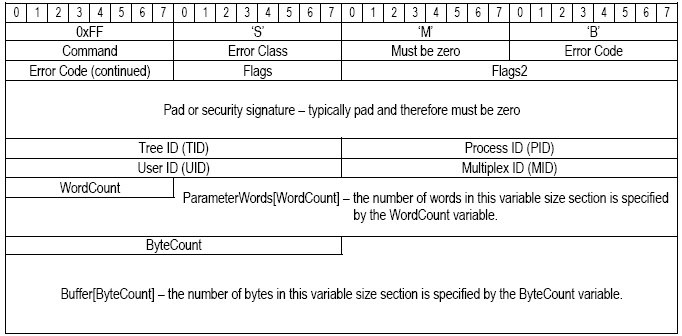 0 1 2 3 4 5 6 7 0 1 2 3 4 5 6 7 0 1 2 3 4 5 6 7 0 1 2 3 4 5 6 7
0xFF ‘S’ ‘M’ ‘B’
Command Error Class Must be zero Error Code
Error Code (continued) Flags Flags2
Pad or security signature – typically pad and therefore must be zero
Tree ID (TID) Process ID (PID)
User ID (UID) Multiplex ID (MID)
WordCount
ParameterWords[WordCount] – the number of words in this variable size section is specified
by the WordCount variable.
ByteCount
Buffer[ByteCount] – the number of bytes in this variable size section is specified by the ByteCount variable.